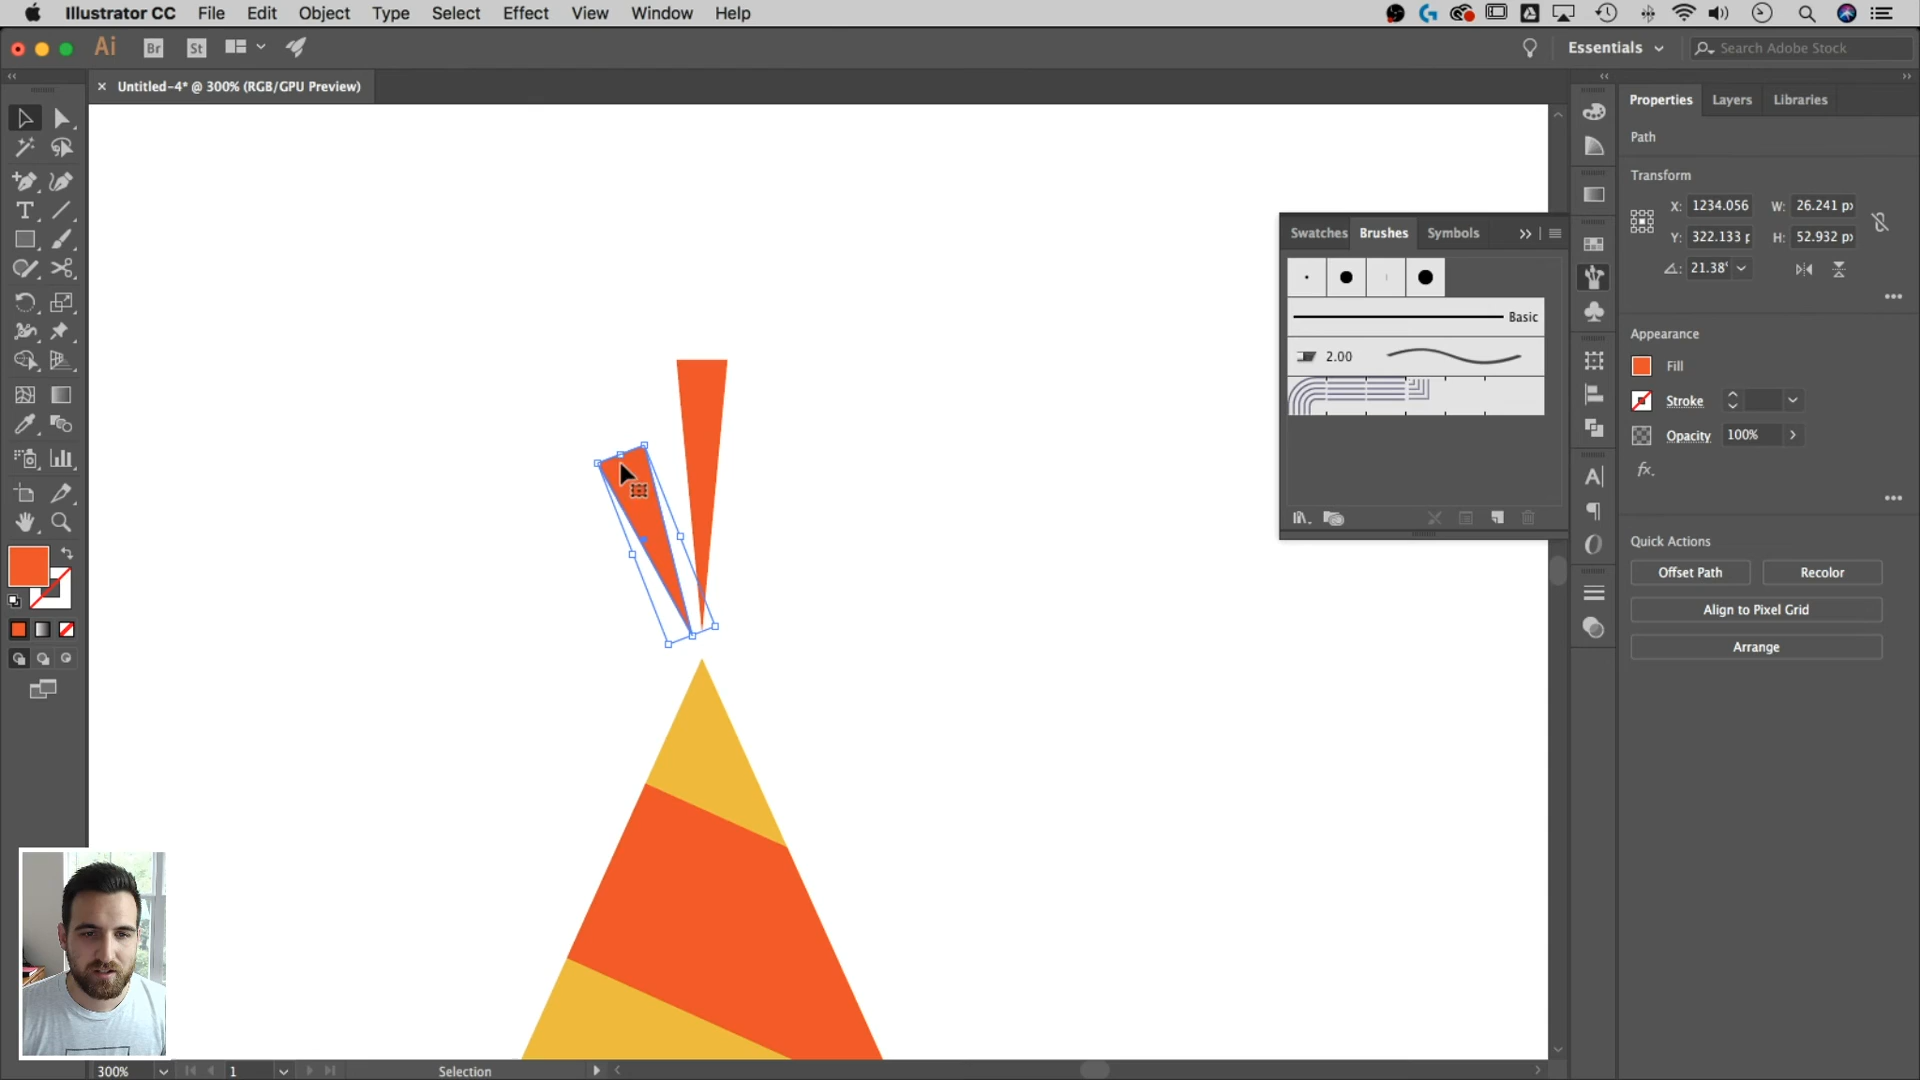 Illustrator CC File Edit Object Type Select Effect View Window Help
Ai Br St Essentials Search Adobe Stock
× Untitled-4* @ 300% (RGB/GPU Preview)
Properties Layers Libraries
Path
Transform
X: 1234.056 W: 26.241 px
Y: 322.133 p H: 52.932 px
21.38°
Swatches Brushes Symbols
Basic
2.00
Appearance
Fill
Stroke
Opacity 100%
fx.
Quick Actions
Offset Path Recolor
Align to Pixel Grid
Arrange
300% 1 Selection